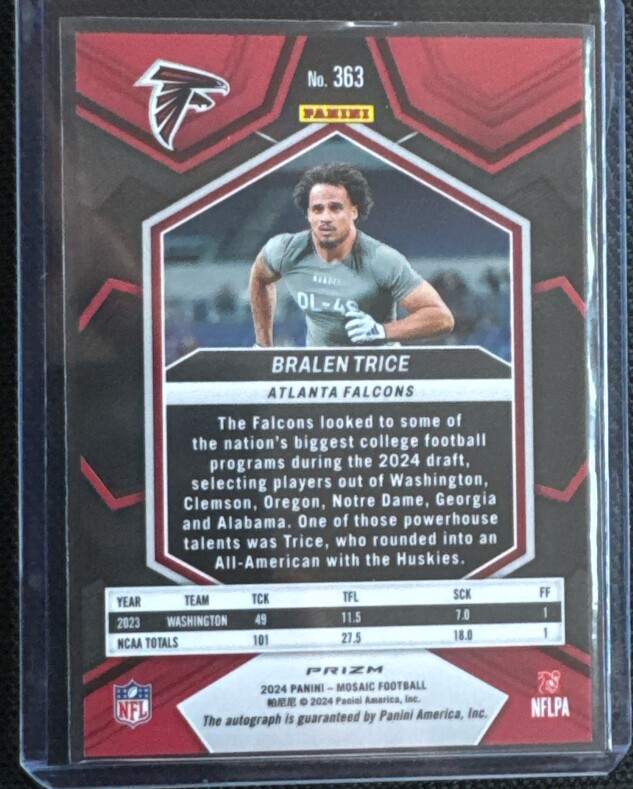 No. 363
PANINI
DL-48
BRALEN TRICE
ATLANTA FALCONS
The Falcons looked to some of
the nation's biggest college football
programs during the 2024 draft,
selecting players out of Washington,
Clemson, Oregon, Notre Dame, Georgia
and Alabama. One of those powerhouse
talents was Trice, who rounded into an
All-American with the Huskies.
YEAR TEAM TCK TFL SCK FF
2023 WASHINGTON 49 11.5 7.0 1
NCAA TOTALS 101 27.5 18.0 1
PRIZM
2024 PANINI – MOSAIC FOOTBALL
帕尼尼 © 2024 Panini America, Inc.
The autograph is guaranteed by Panini America, Inc.
NFL
NFLPA